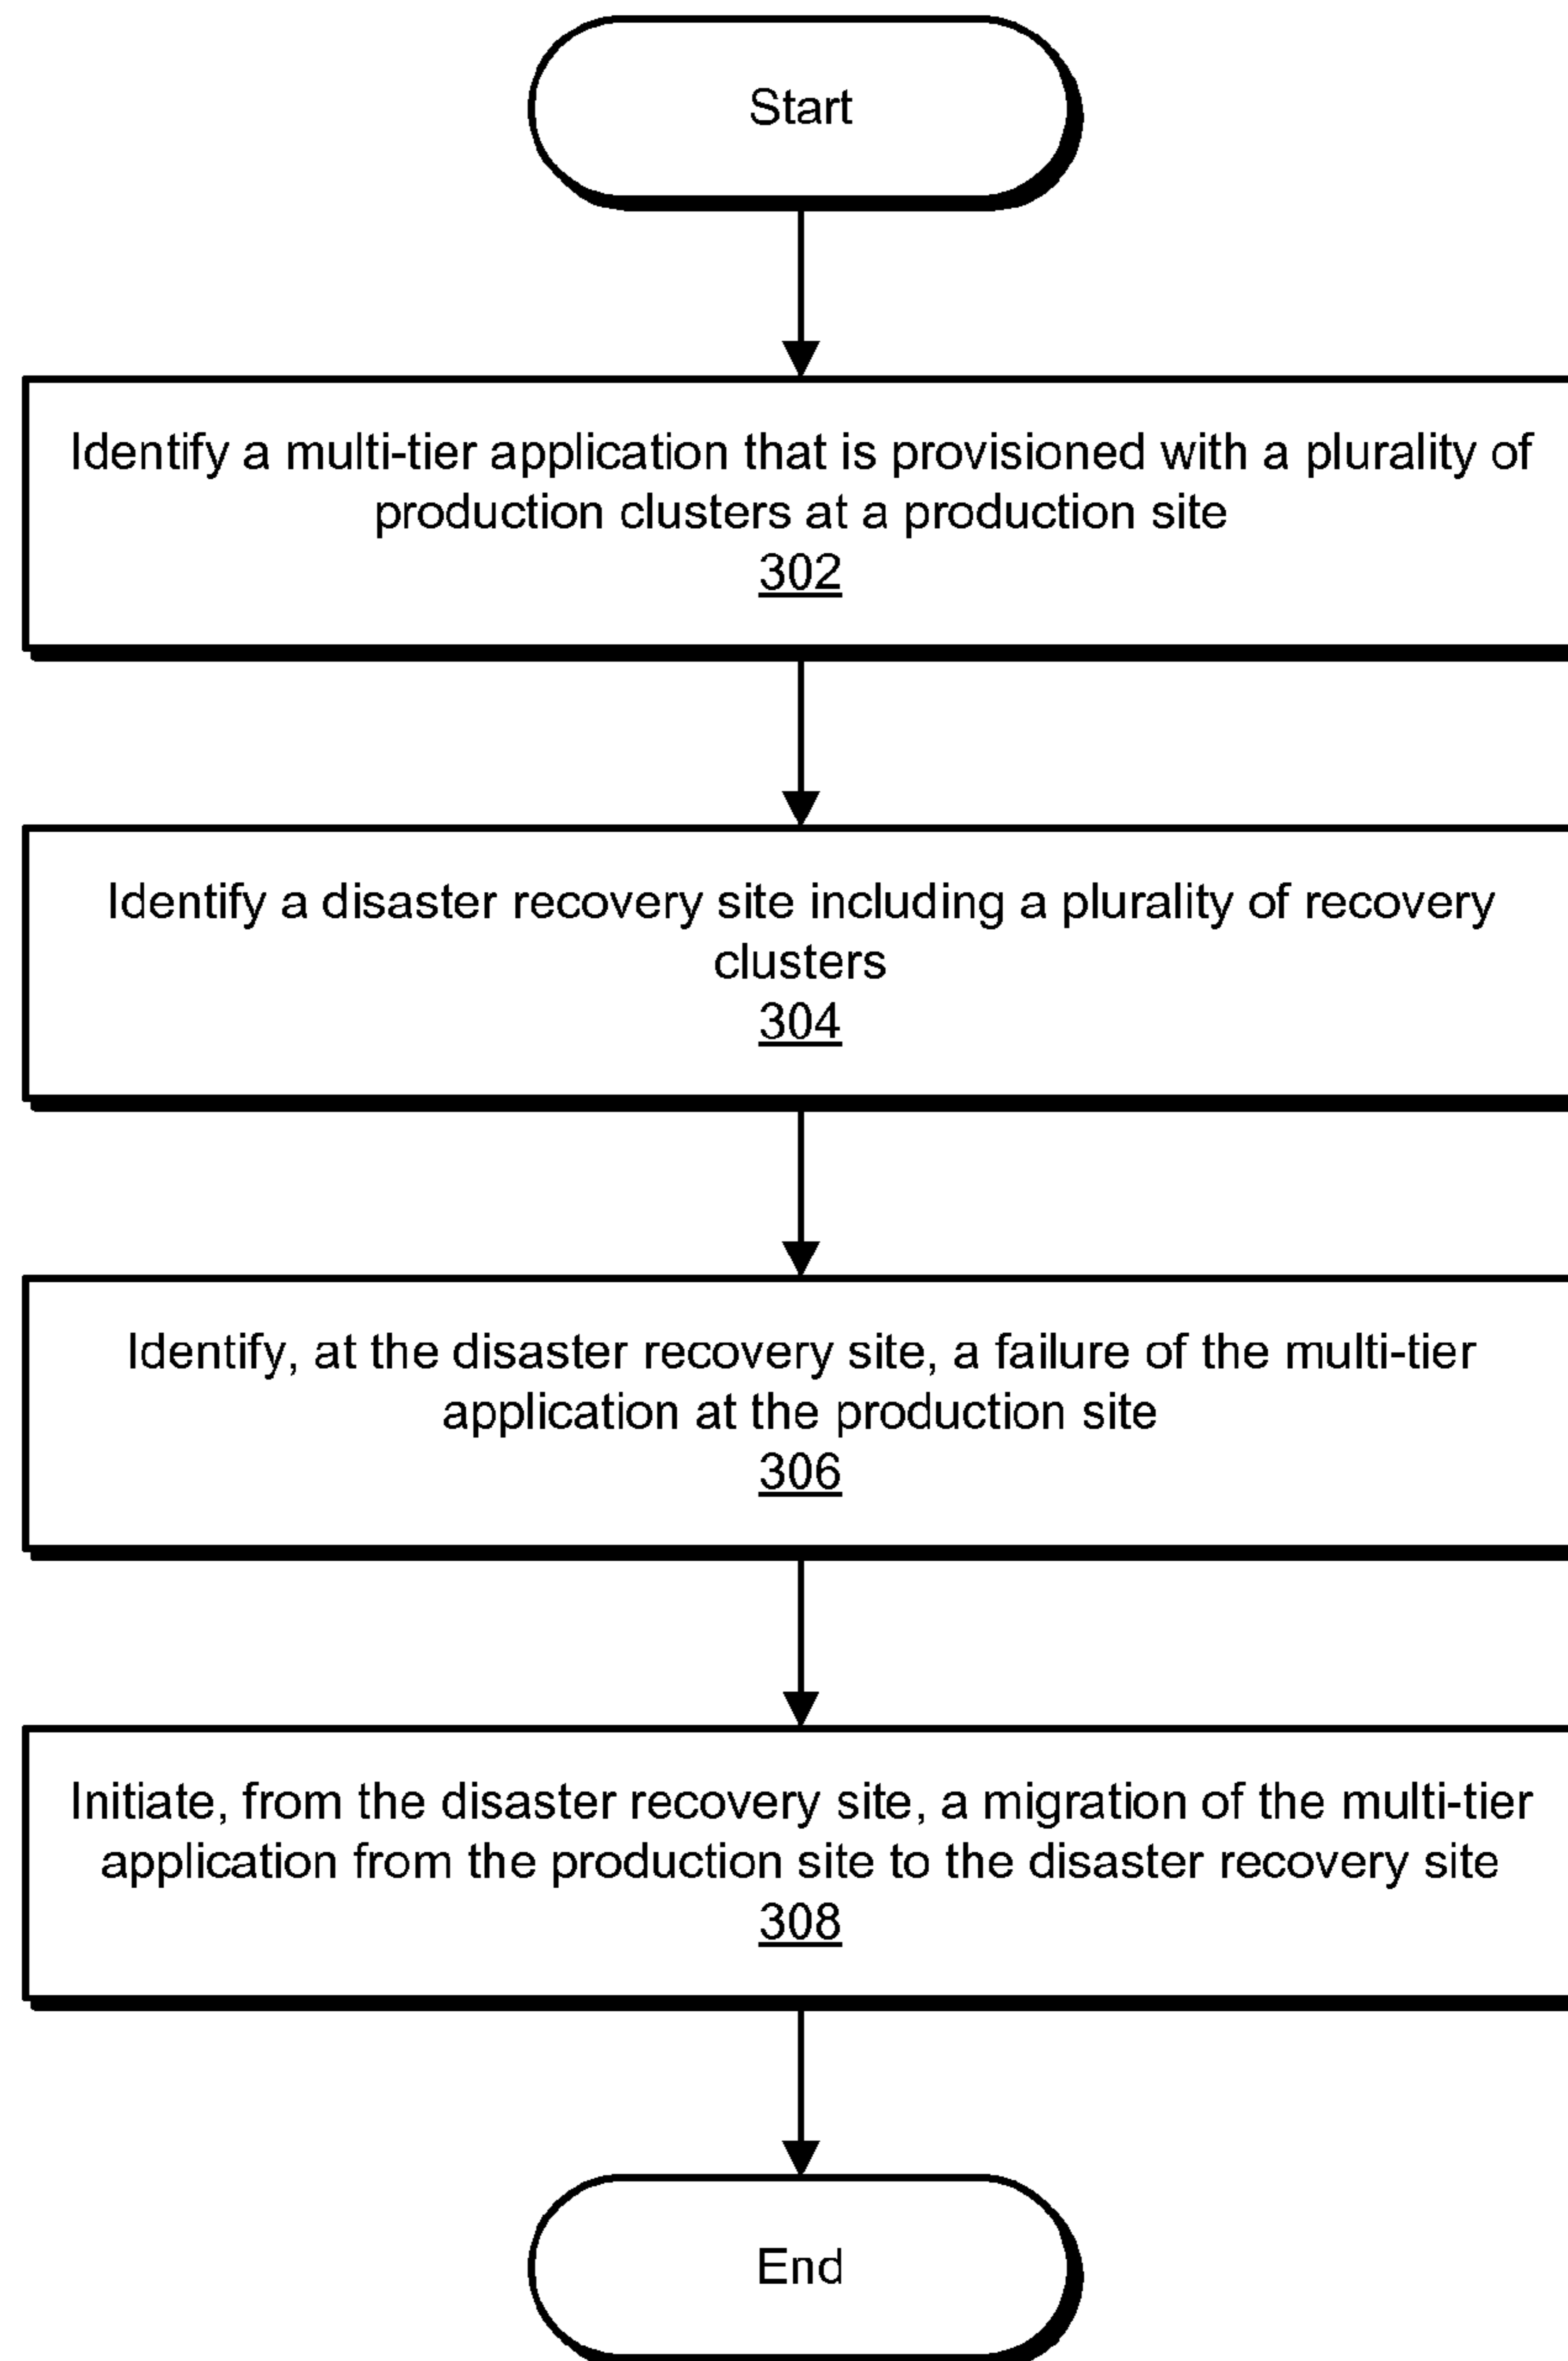 Start
Identify a multi-tier application that is provisioned with a plurality of
production clusters at a production site
302
Identify a disaster recovery site including a plurality of recovery
clusters
304
Identify, at the disaster recovery site, a failure of the multi-tier
application at the production site
306
Initiate, from the disaster recovery site, a migration of the multi-tier
application from the production site to the disaster recovery site
308
End